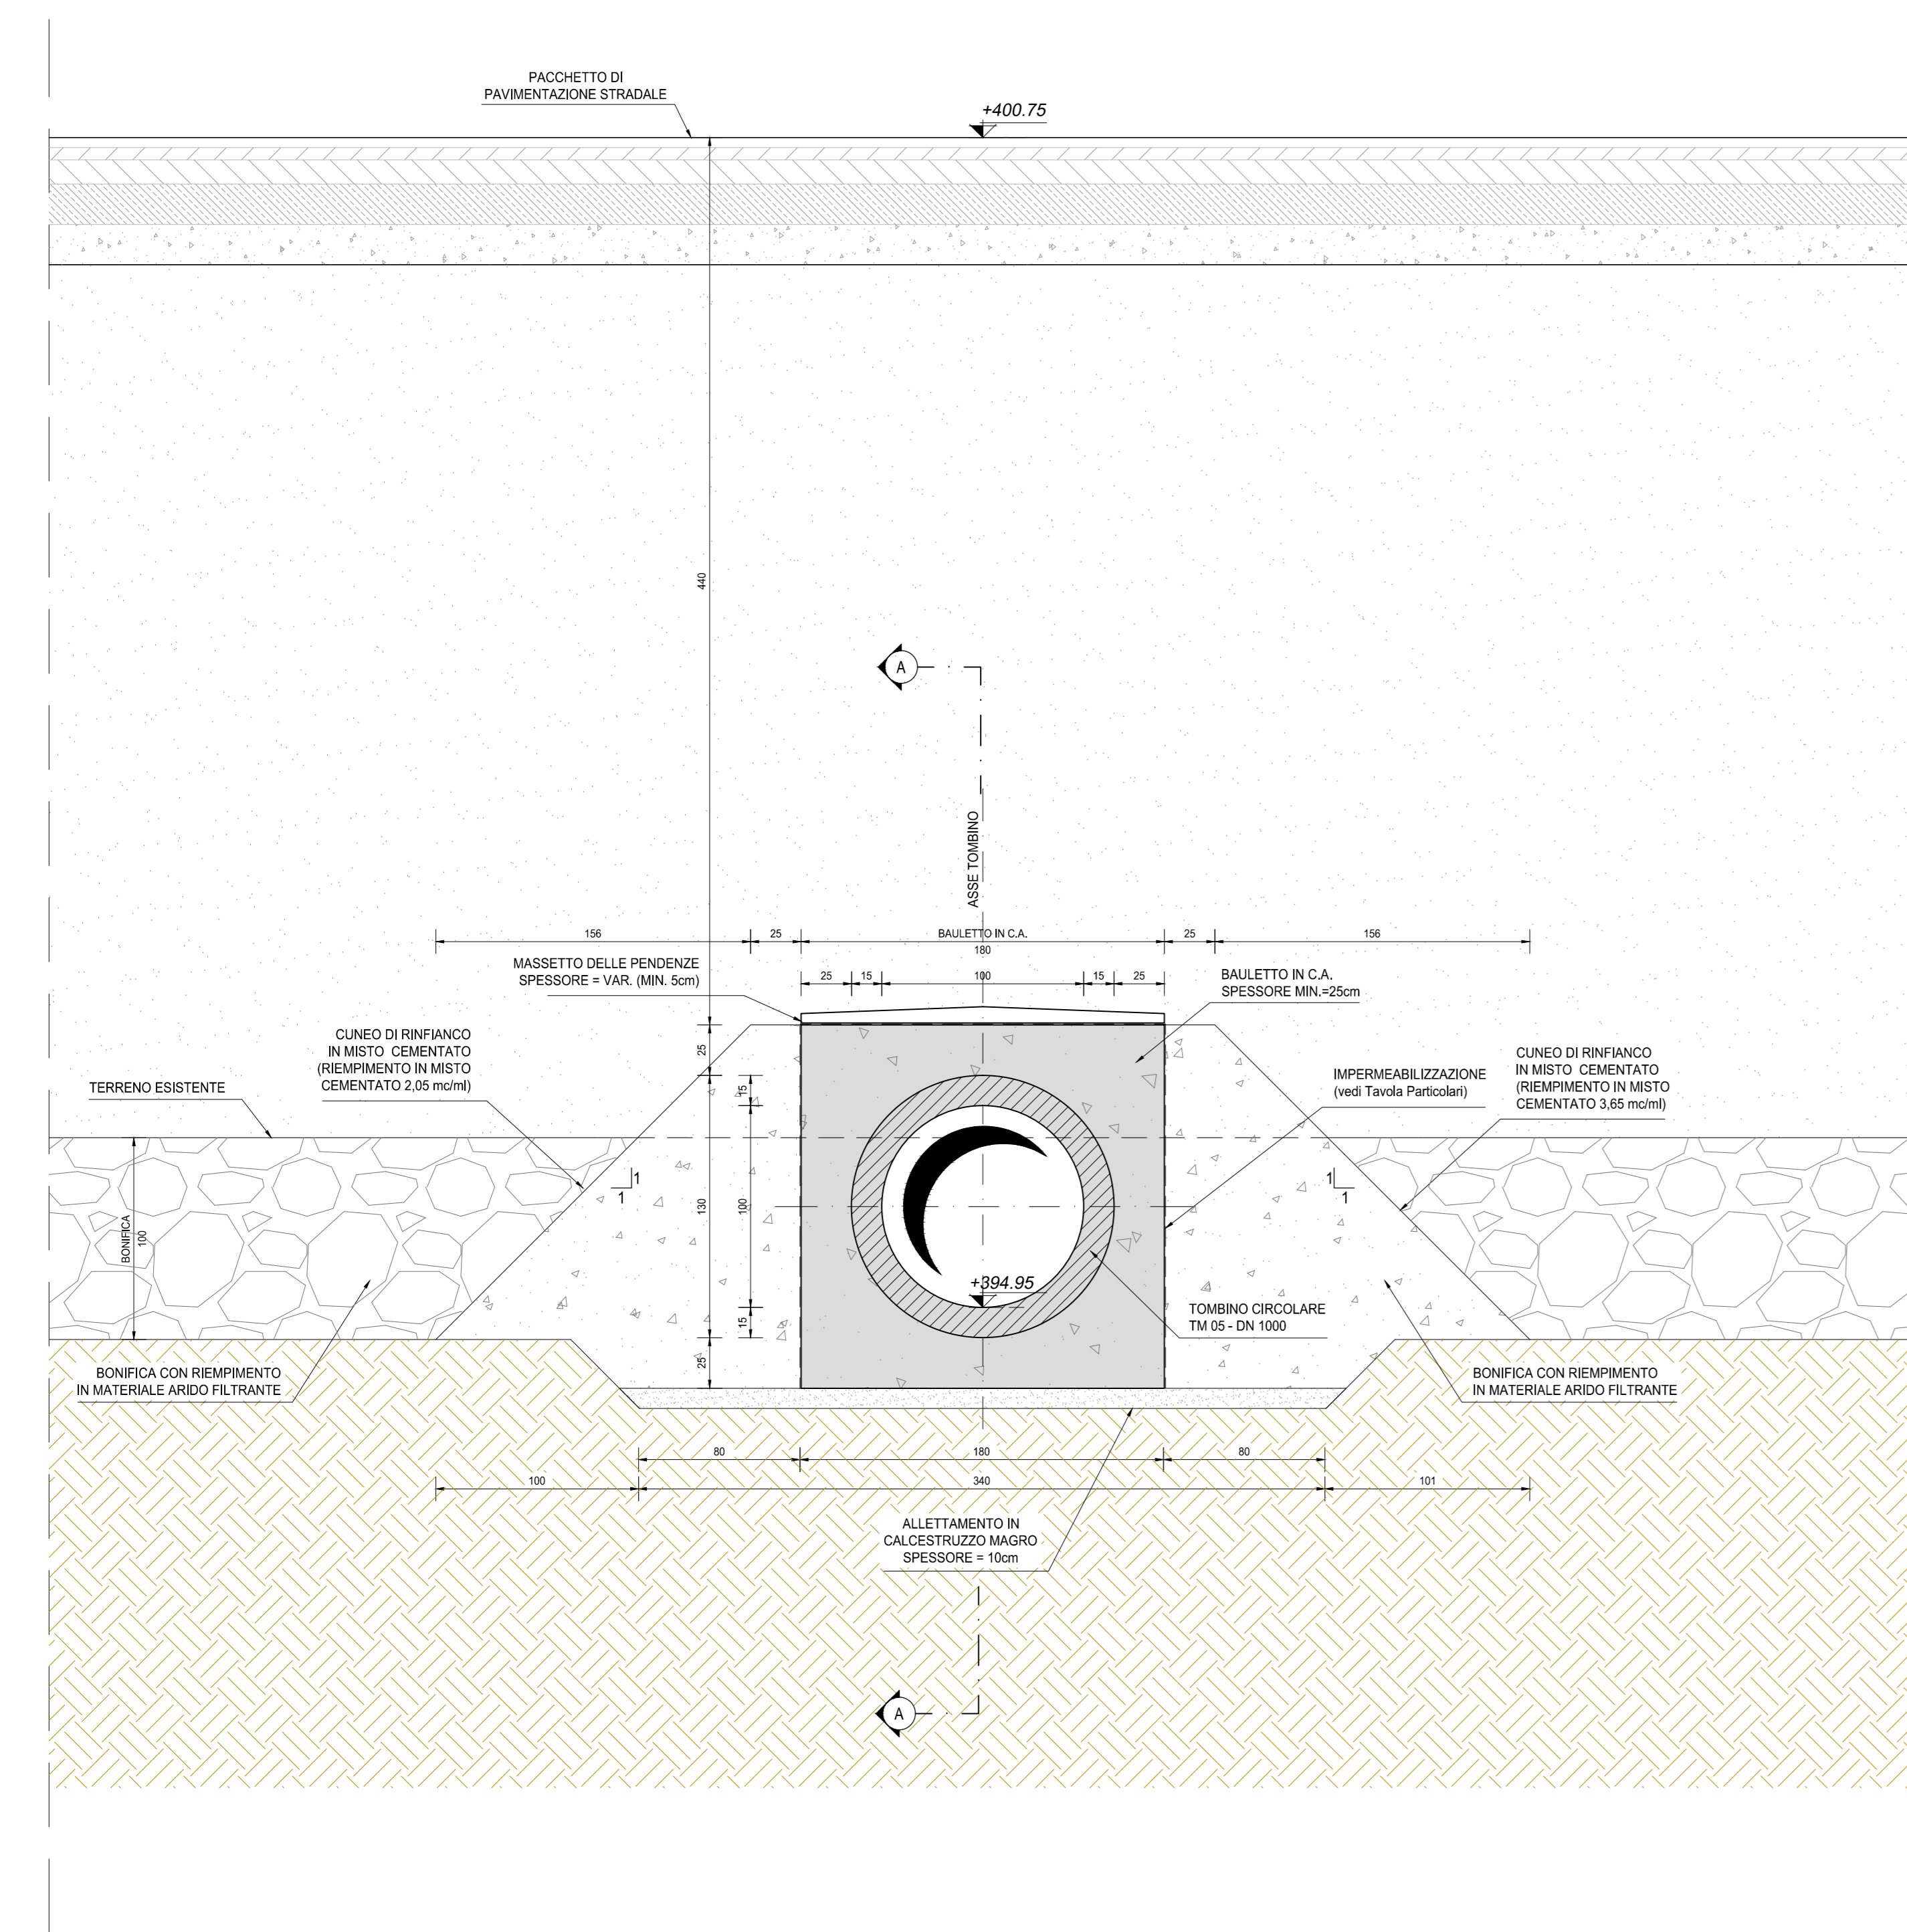 PACCHETTO DI
PAVIMENTAZIONE STRADALE
+400.75
440
A
ASSE TOMBINO
156
25
BAULETTO IN C.A.
180
25
156
MASSETTO DELLE PENDENZE
SPESSORE = VAR. (MIN. 5cm)
25
15
100
15
25
BAULETTO IN C.A.
SPESSORE MIN.=25cm
CUNEO DI RINFIANCO
IN MISTO CEMENTATO
(RIEMPIMENTO IN MISTO
CEMENTATO 2,05 mc/ml)
TERRENO ESISTENTE
25
15
130
100
15
25
IMPERMEABILIZZAZIONE
(vedi Tavola Particolari)
CUNEO DI RINFIANCO
IN MISTO CEMENTATO
(RIEMPIMENTO IN MISTO
CEMENTATO 3,65 mc/ml)
1
1
1
1
BONIFICA
100
+394.95
TOMBINO CIRCOLARE
TM 05 - DN 1000
BONIFICA CON RIEMPIMENTO
IN MATERIALE ARIDO FILTRANTE
BONIFICA CON RIEMPIMENTO
IN MATERIALE ARIDO FILTRANTE
80
180
80
100
340
101
ALLETTAMENTO IN
CALCESTRUZZO MAGRO
SPESSORE = 10cm
A